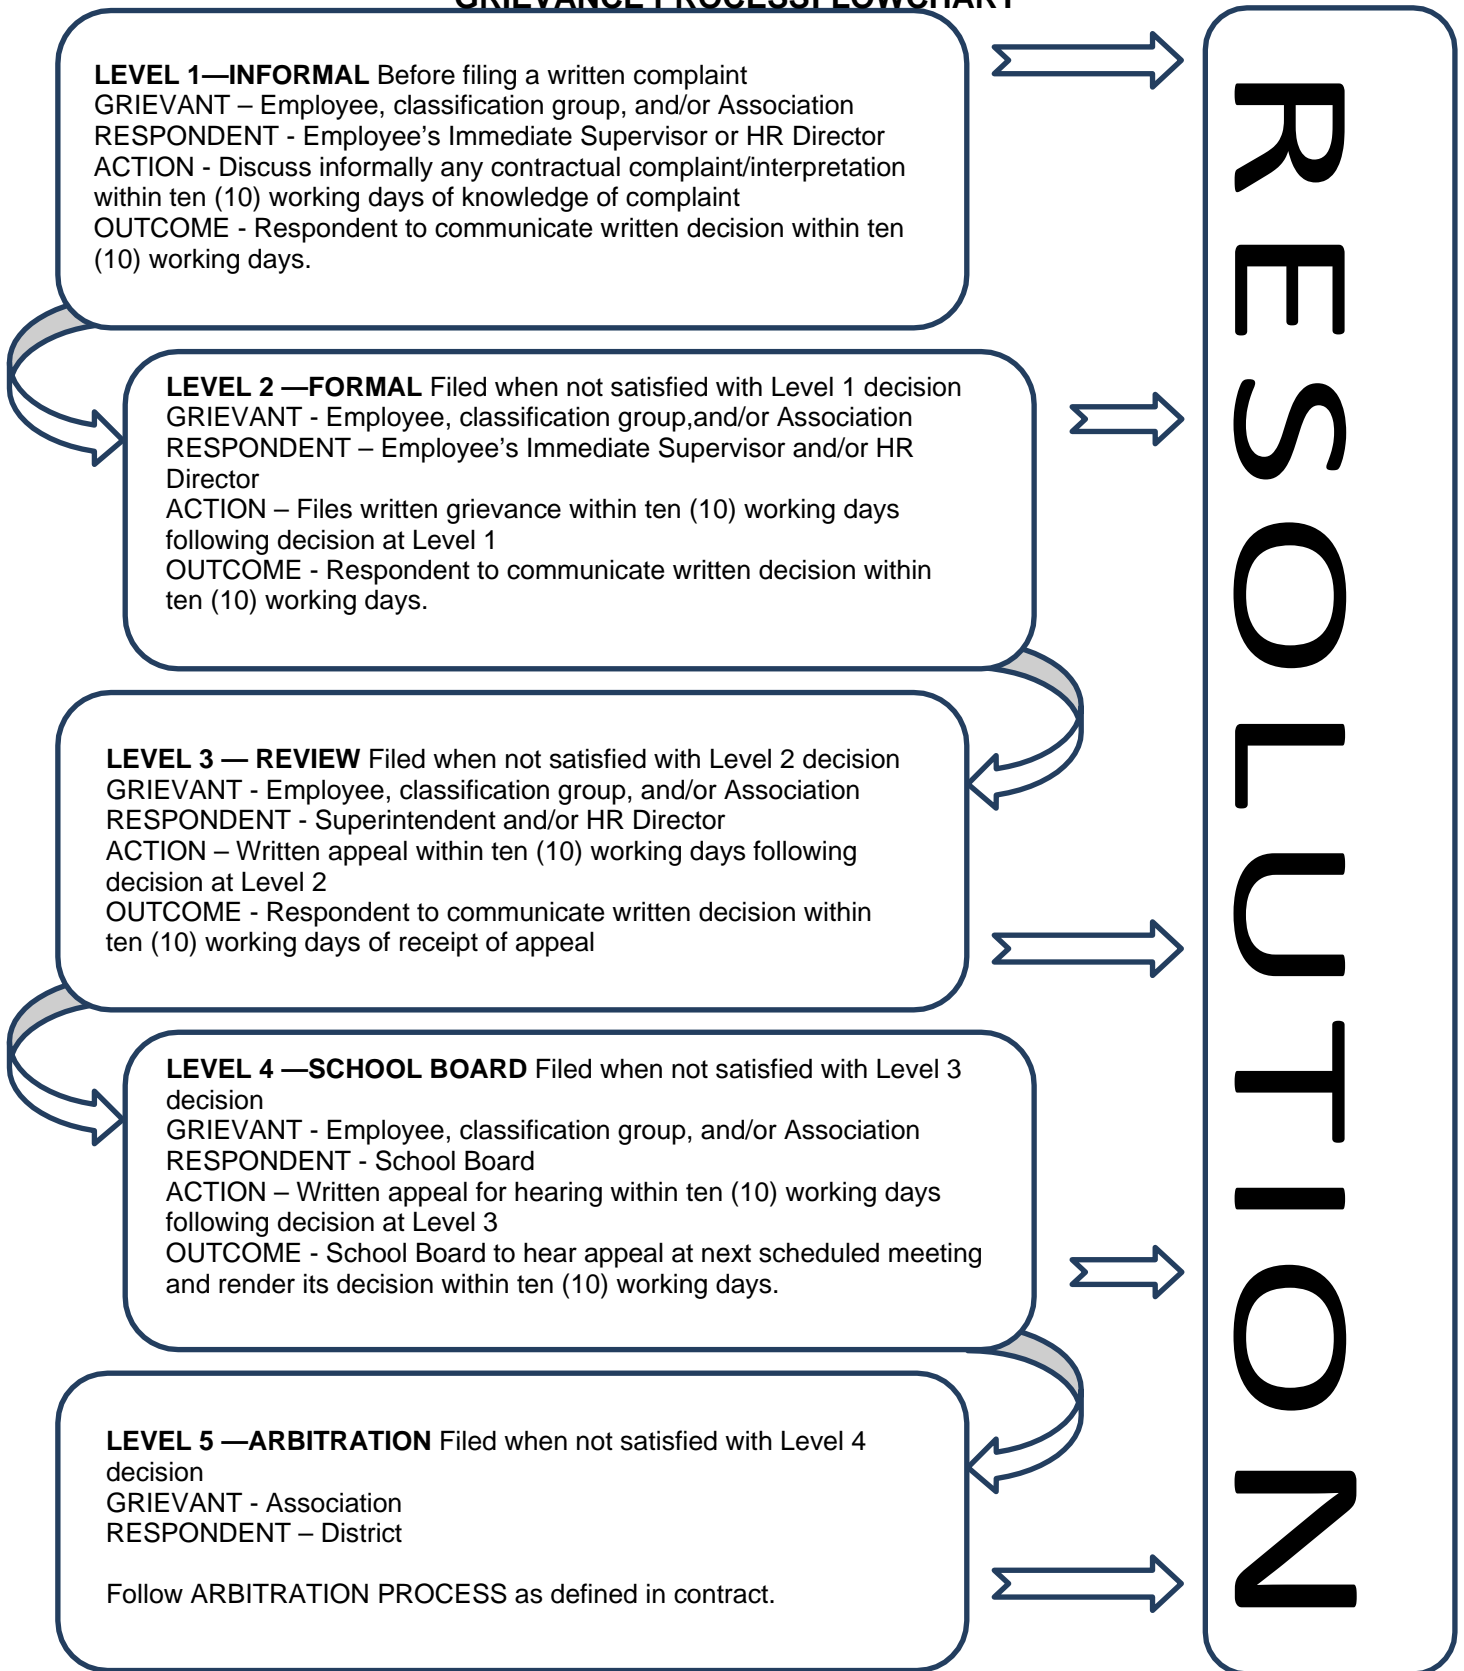 GRIEVANCE PROCESSFLOWCHART
LEVEL 1—INFORMAL Before filing a written complaint
GRIEVANT – Employee, classification group, and/or Association
RESPONDENT - Employee’s Immediate Supervisor or HR Director
ACTION - Discuss informally any contractual complaint/interpretation
within ten (10) working days of knowledge of complaint
OUTCOME - Respondent to communicate written decision within ten
(10) working days.
LEVEL 2 —FORMAL Filed when not satisfied with Level 1 decision
GRIEVANT - Employee, classification group,and/or Association
RESPONDENT – Employee’s Immediate Supervisor and/or HR
Director
ACTION – Files written grievance within ten (10) working days
following decision at Level 1
OUTCOME - Respondent to communicate written decision within
ten (10) working days.
LEVEL 3 — REVIEW Filed when not satisfied with Level 2 decision
GRIEVANT - Employee, classification group, and/or Association
RESPONDENT - Superintendent and/or HR Director
ACTION – Written appeal within ten (10) working days following
decision at Level 2
OUTCOME - Respondent to communicate written decision within
ten (10) working days of receipt of appeal
LEVEL 4 —SCHOOL BOARD Filed when not satisfied with Level 3
decision
GRIEVANT - Employee, classification group, and/or Association
RESPONDENT - School Board
ACTION – Written appeal for hearing within ten (10) working days
following decision at Level 3
OUTCOME - School Board to hear appeal at next scheduled meeting
and render its decision within ten (10) working days.
LEVEL 5 —ARBITRATION Filed when not satisfied with Level 4
decision
GRIEVANT - Association
RESPONDENT – District
Follow ARBITRATION PROCESS as defined in contract.
RESOLUTION